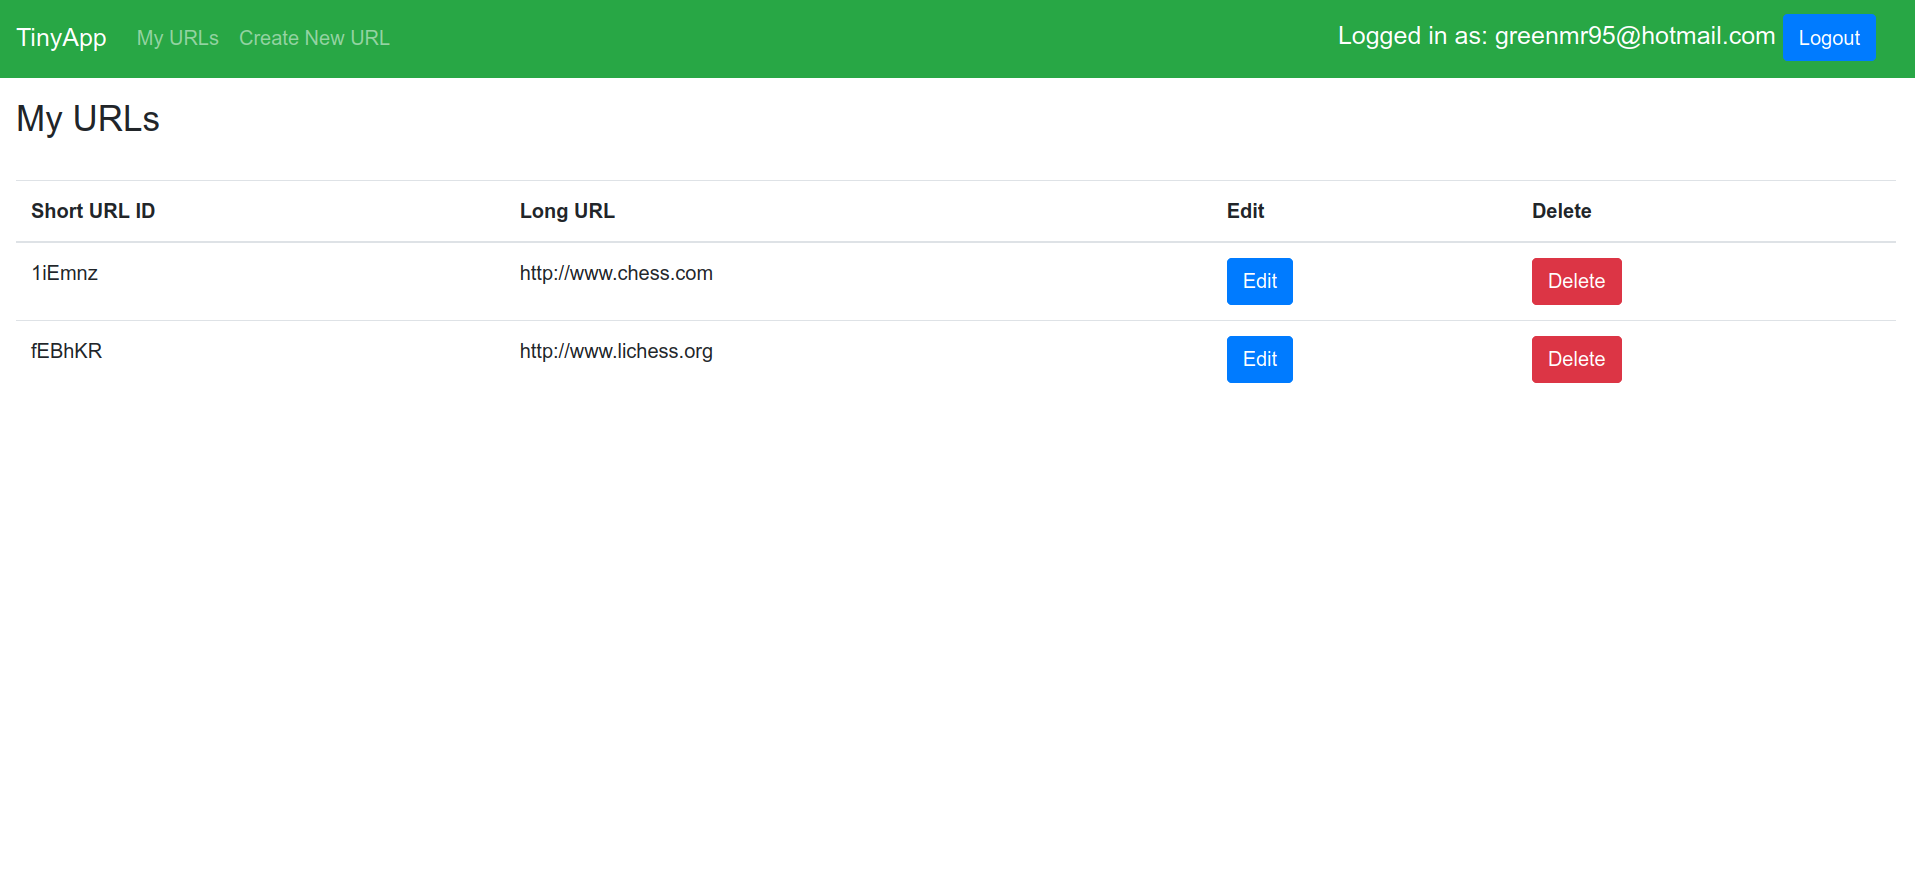 TinyApp My URLs Create New URL Logged in as: greenmr95@hotmail.com Logout
My URLs
Short URL ID Long URL Edit Delete
1iEmnz http://www.chess.com Edit Delete
fEBhKR http://www.lichess.org Edit Delete